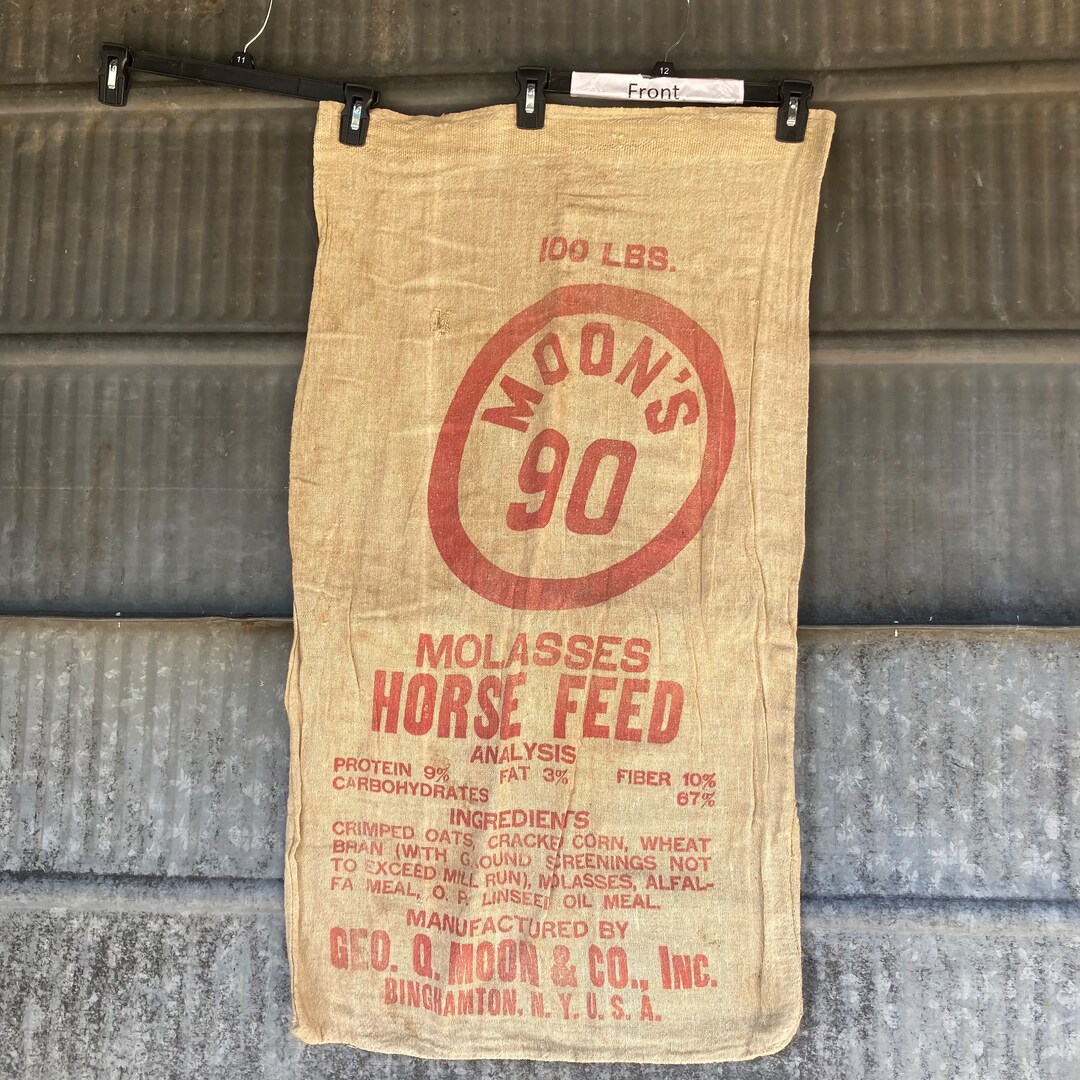 11
12
Front
100 LBS.
MOON'S
90
MOLASSES
HORSE FEED
ANALYSIS
PROTEIN 9% FAT 3% FIBER 10%
CARBOHYDRATES 67%
INGREDIENTS
CRIMPED OATS, CRACKED CORN, WHEAT
BRAN (WITH GROUND SCREENINGS NOT
TO EXCEED MILL RUN), MOLASSES, ALFAL-
FA MEAL, O. P. LINSEED OIL MEAL.
MANUFACTURED BY
GEO. Q. MOON & CO., INC.
BINGHAMTON, N. Y. U. S. A.